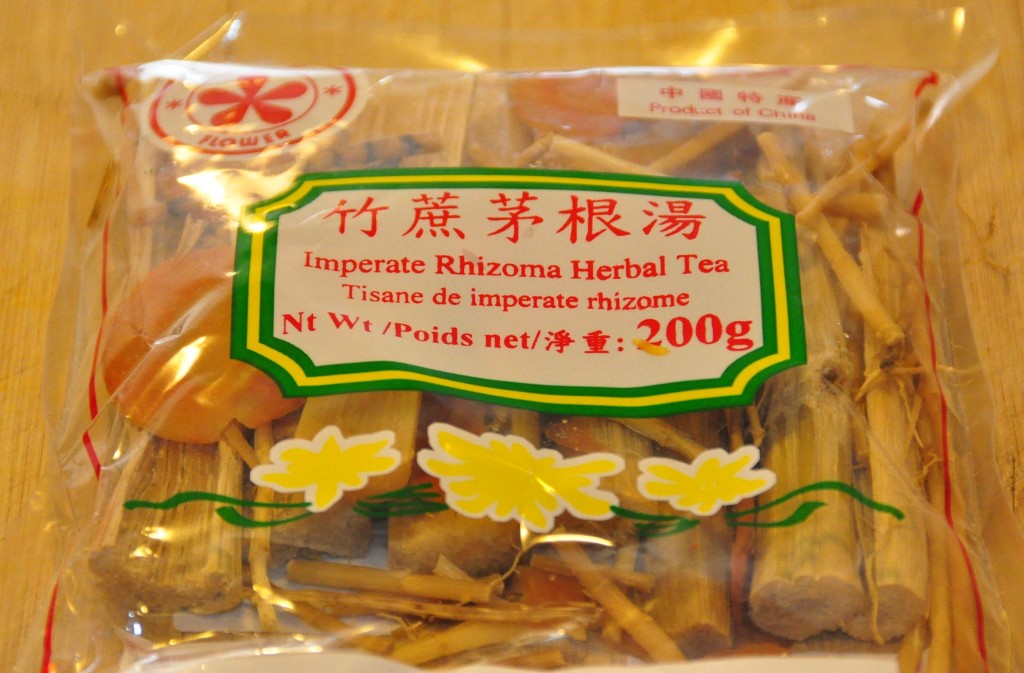 FLOWER
中國特產
Product of China
竹蔗茅根湯
Imperate Rhizoma Herbal Tea
Tisane de imperate rhizome
Nt Wt /Poids net/淨重: 200g